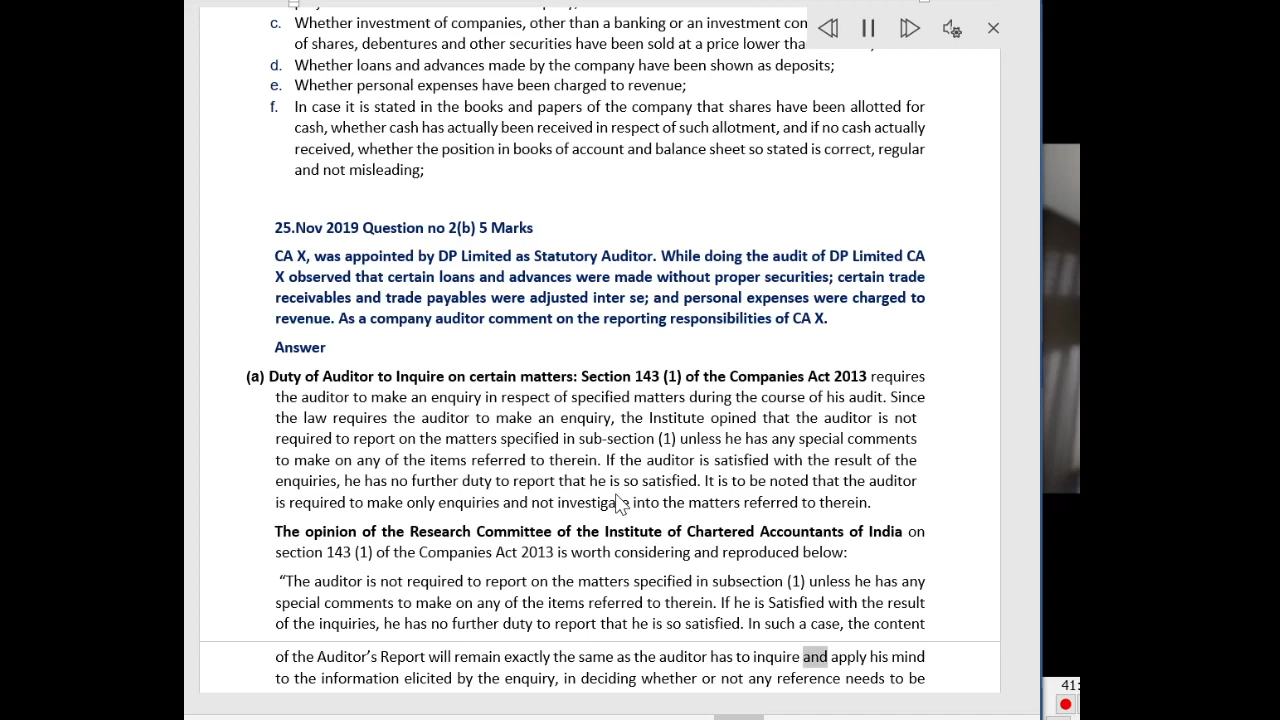 c. Whether investment of companies, other than a banking or an investment
of shares, debentures and other securities have been sold at a price lower
d. Whether loans and advances made by the company have been shown as deposits;
e. Whether personal expenses have been charged to revenue;
f. In case it is stated in the books and papers of the company that shares have been allotted for
cash, whether cash has actually been received in respect of such allotment, and if no cash actually
received, whether the position in books of account and balance sheet so stated is correct, regular
and not misleading;
25.Nov 2019 Question no 2(b) 5 Marks
CA X, was appointed by DP Limited as Statutory Auditor. While doing the audit of DP Limited CA
X observed that certain loans and advances were made without proper securities; certain trade
receivables and trade payables were adjusted inter se; and personal expenses were charged to
revenue. As a company auditor comment on the reporting responsibilities of CA X.
Answer
(a) Duty of Auditor to Inquire on certain matters: Section 143 (1) of the Companies Act 2013 requires
the auditor to make an enquiry in respect of specified matters during the course of his audit. Since
the law requires the auditor to make an enquiry, the Institute opined that the auditor is not
required to report on the matters specified in sub-section (1) unless he has any special comments
to make on any of the items referred to therein. If the auditor is satisfied with the result of the
enquiries, he has no further duty to report that he is so satisfied. It is to be noted that the auditor
is required to make only enquiries and not investigate into the matters referred to therein.
The opinion of the Research Committee of the Institute of Chartered Accountants of India on
section 143 (1) of the Companies Act 2013 is worth considering and reproduced below:
“The auditor is not required to report on the matters specified in subsection (1) unless he has any
special comments to make on any of the items referred to therein. If he is Satisfied with the result
of the inquiries, he has no further duty to report that he is so satisfied. In such a case, the content
of the Auditor’s Report will remain exactly the same as the auditor has to inquire and apply his mind
to the information elicited by the enquiry, in deciding whether or not any reference needs to be
41: